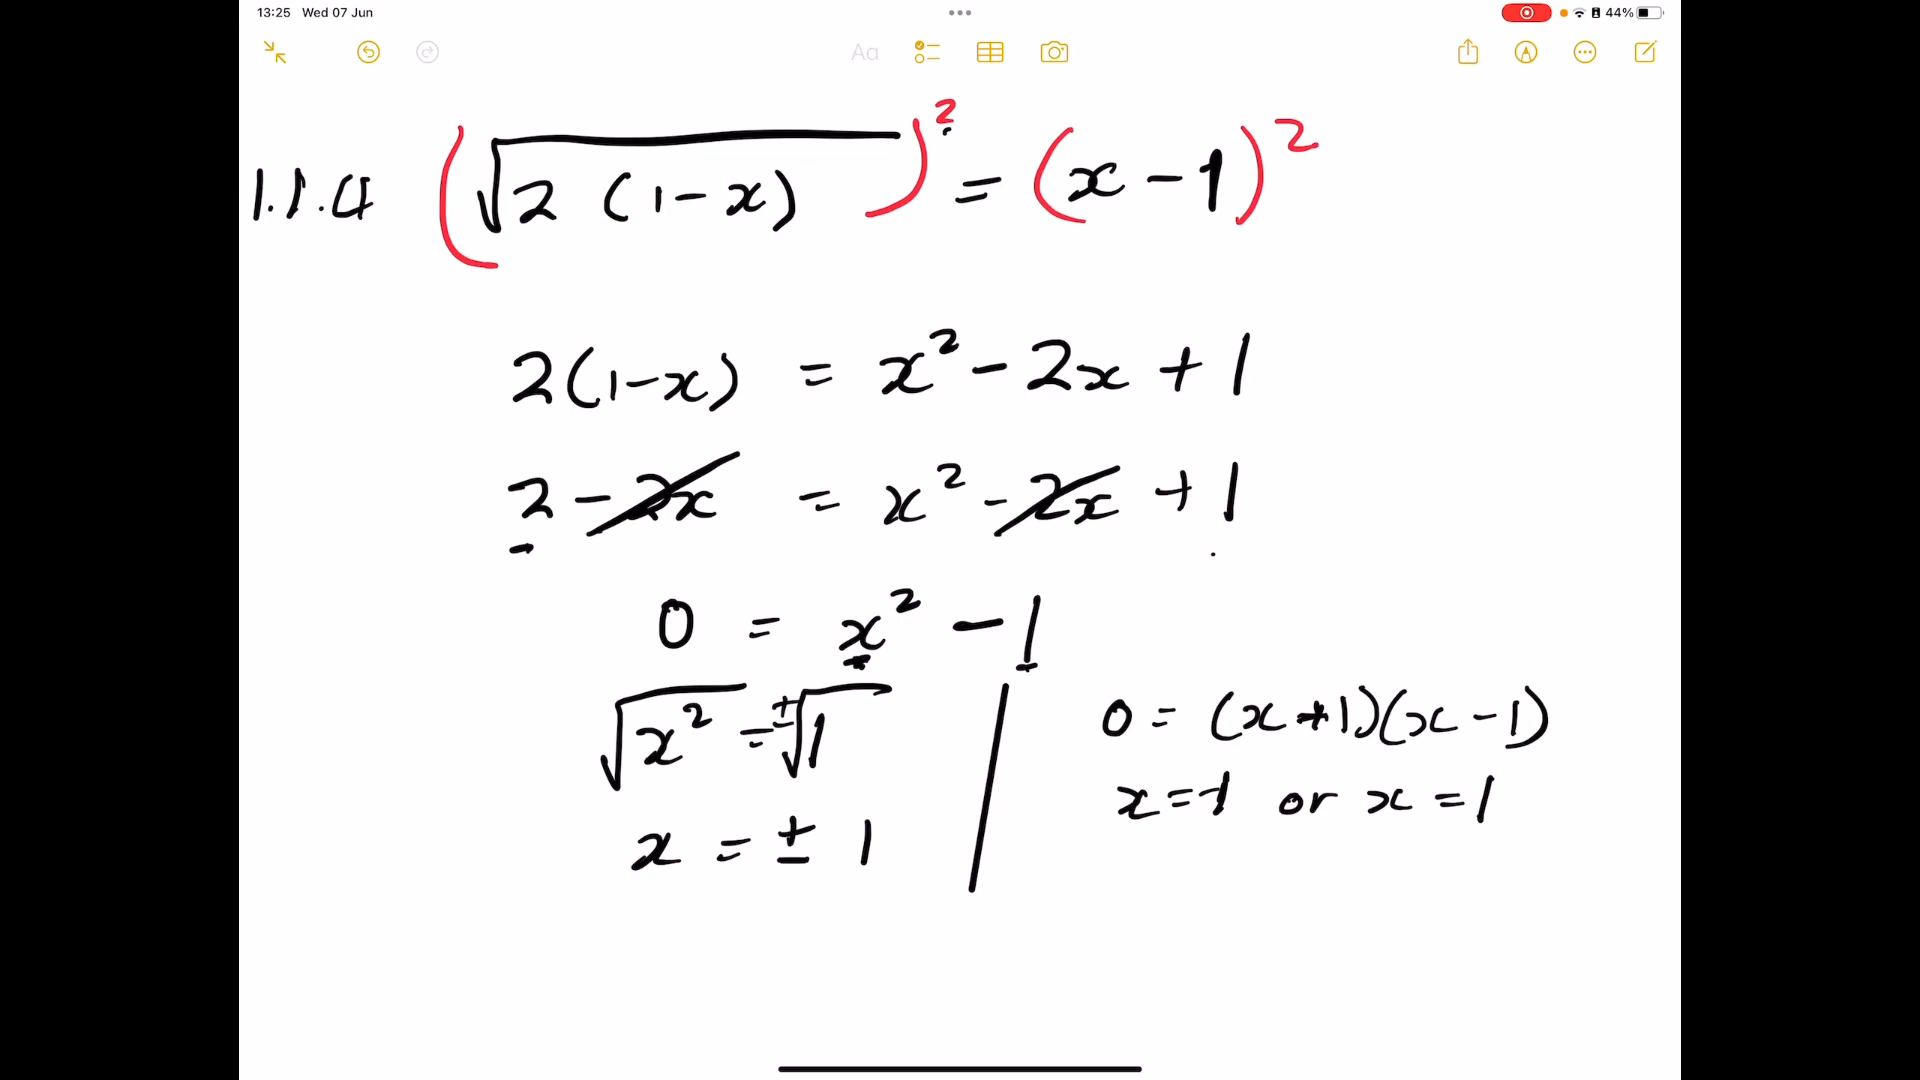 13:25 Wed 07 Jun
44%
Aa
1.1.4 (√2 (1-x))² = (x - 1)²
2(1-x) = x² - 2x + 1
2 - 2x = x² - 2x + 1
0 = x² - 1
√x² = ±√1
x = ± 1
0 = (x+1)(x-1)
x=-1 or x=1